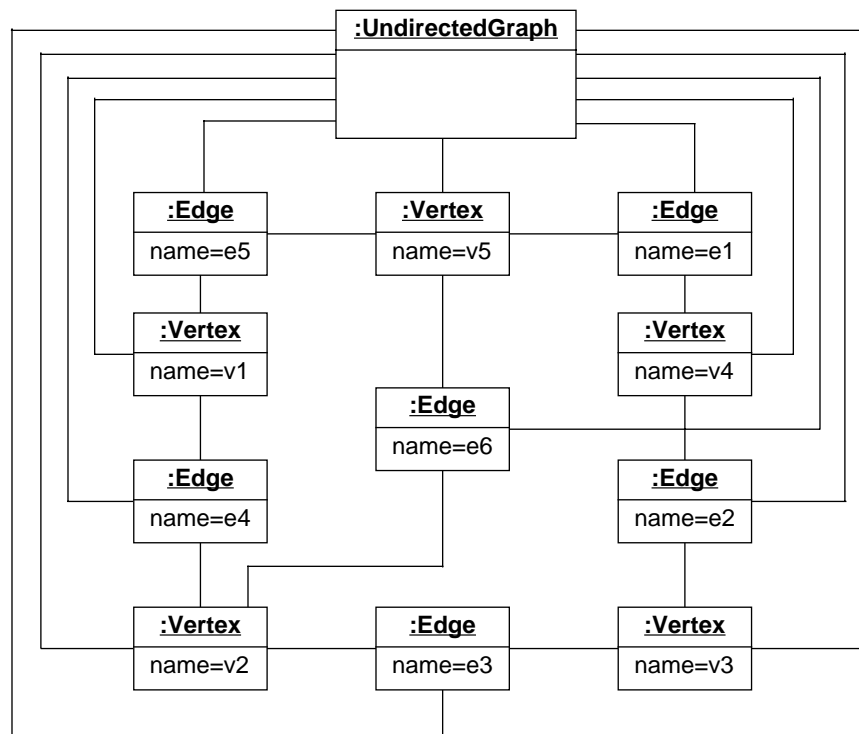 :UndirectedGraph
:Edge
name=e5
:Vertex
name=v5
:Edge
name=e1
:Vertex
name=v1
:Vertex
name=v4
:Edge
name=e6
:Edge
name=e4
:Edge
name=e2
:Vertex
name=v2
:Edge
name=e3
:Vertex
name=v3